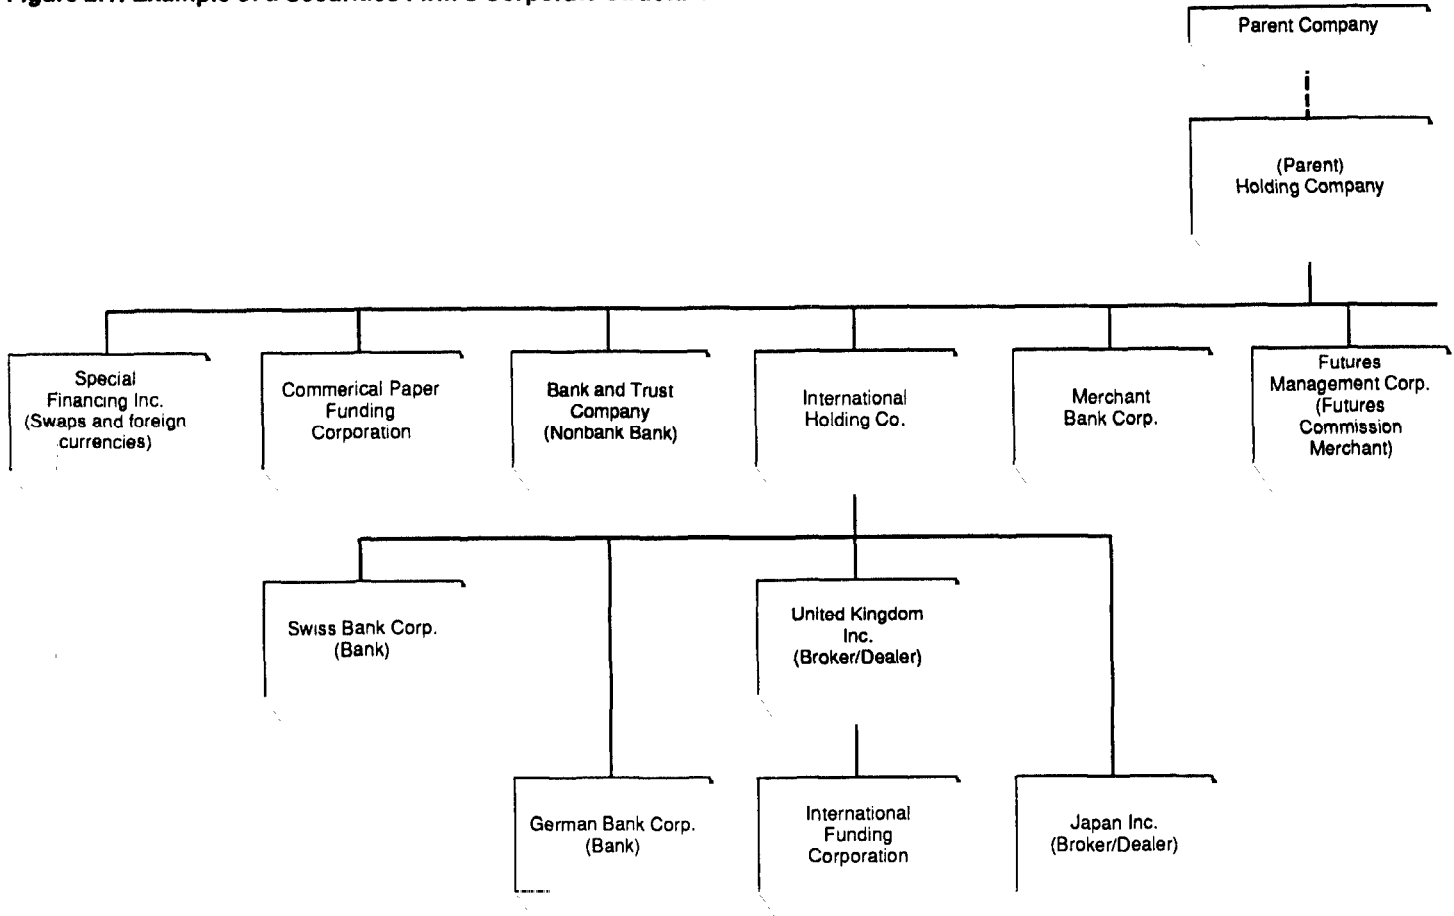 Parent Company
(Parent)
Holding Company
Special
Financing Inc.
(Swaps and foreign
currencies)
Commerical Paper
Funding
Corporation
Bank and Trust
Company
(Nonbank Bank)
International
Holding Co.
Merchant
Bank Corp.
Futures
Management Corp.
(Futures
Commission
Merchant)
Swiss Bank Corp.
(Bank)
United Kingdom
Inc.
(Broker/Dealer)
German Bank Corp.
(Bank)
International
Funding
Corporation
Japan Inc.
(Broker/Dealer)